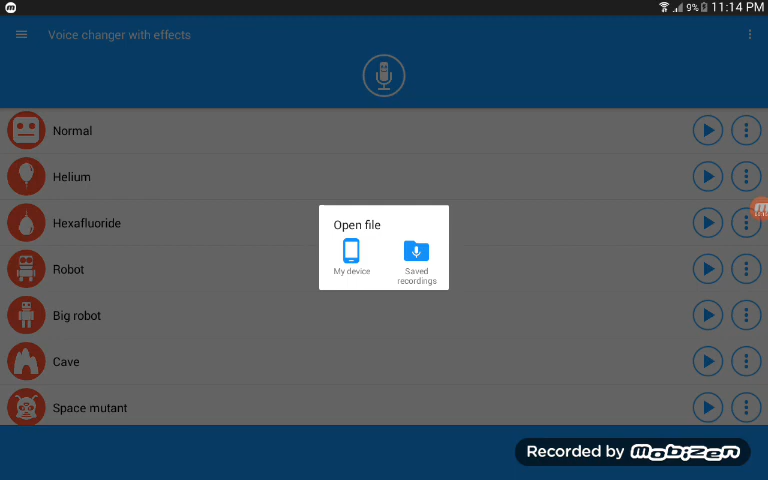 9% 11:14 PM
Voice changer with effects
Normal
Helium
Hexafluoride
Open file
My device
Saved
recordings
Robot
Big robot
Cave
Space mutant
Recorded by Mobizen